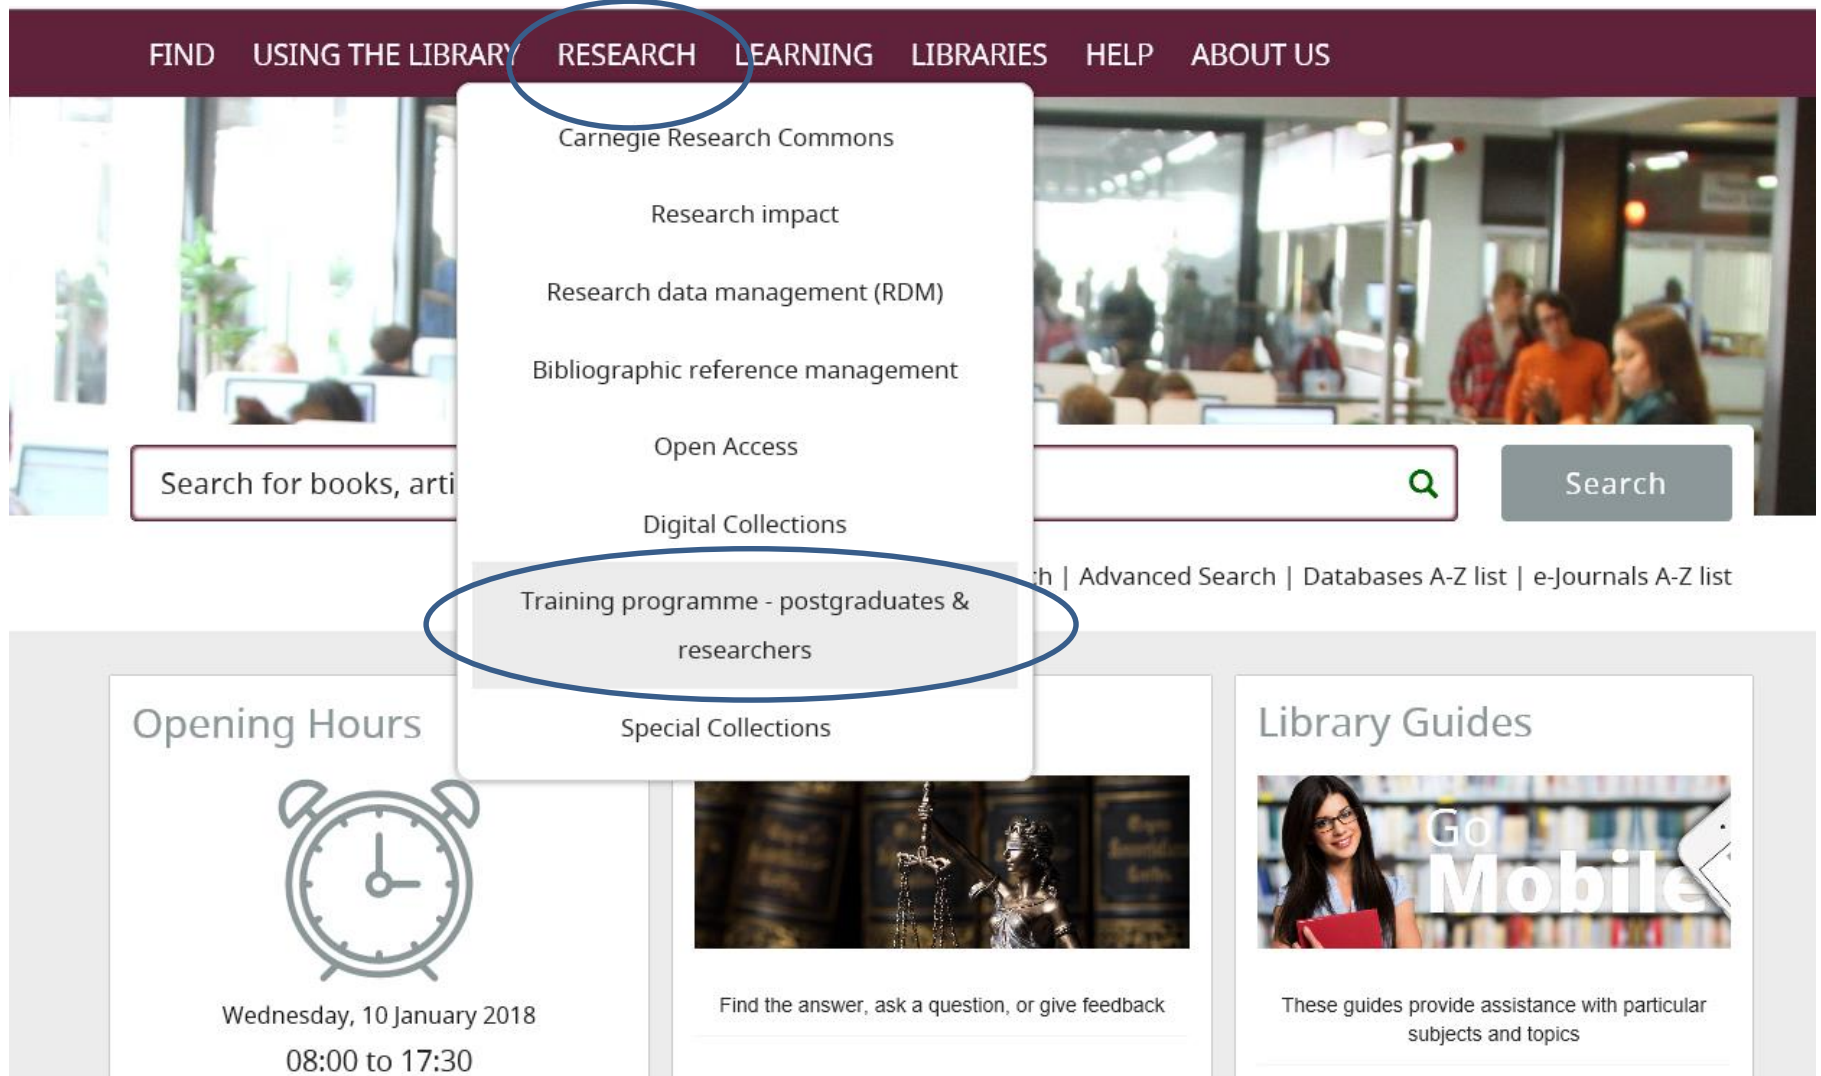 FIND USING THE LIBRARY RESEARCH LEARNING LIBRARIES HELP ABOUT US
Carnegie Research Commons
Research impact
Research data management (RDM)
Bibliographic reference management
Open Access
Search for books, arti
Search
Digital Collections
Training programme - postgraduates &
researchers
| Advanced Search | Databases A-Z list | e-Journals A-Z list
Special Collections
Opening Hours
Wednesday, 10 January 2018
08:00 to 17:30
Find the answer, ask a question, or give feedback
Library Guides
Go
Mobile
These guides provide assistance with particular
subjects and topics